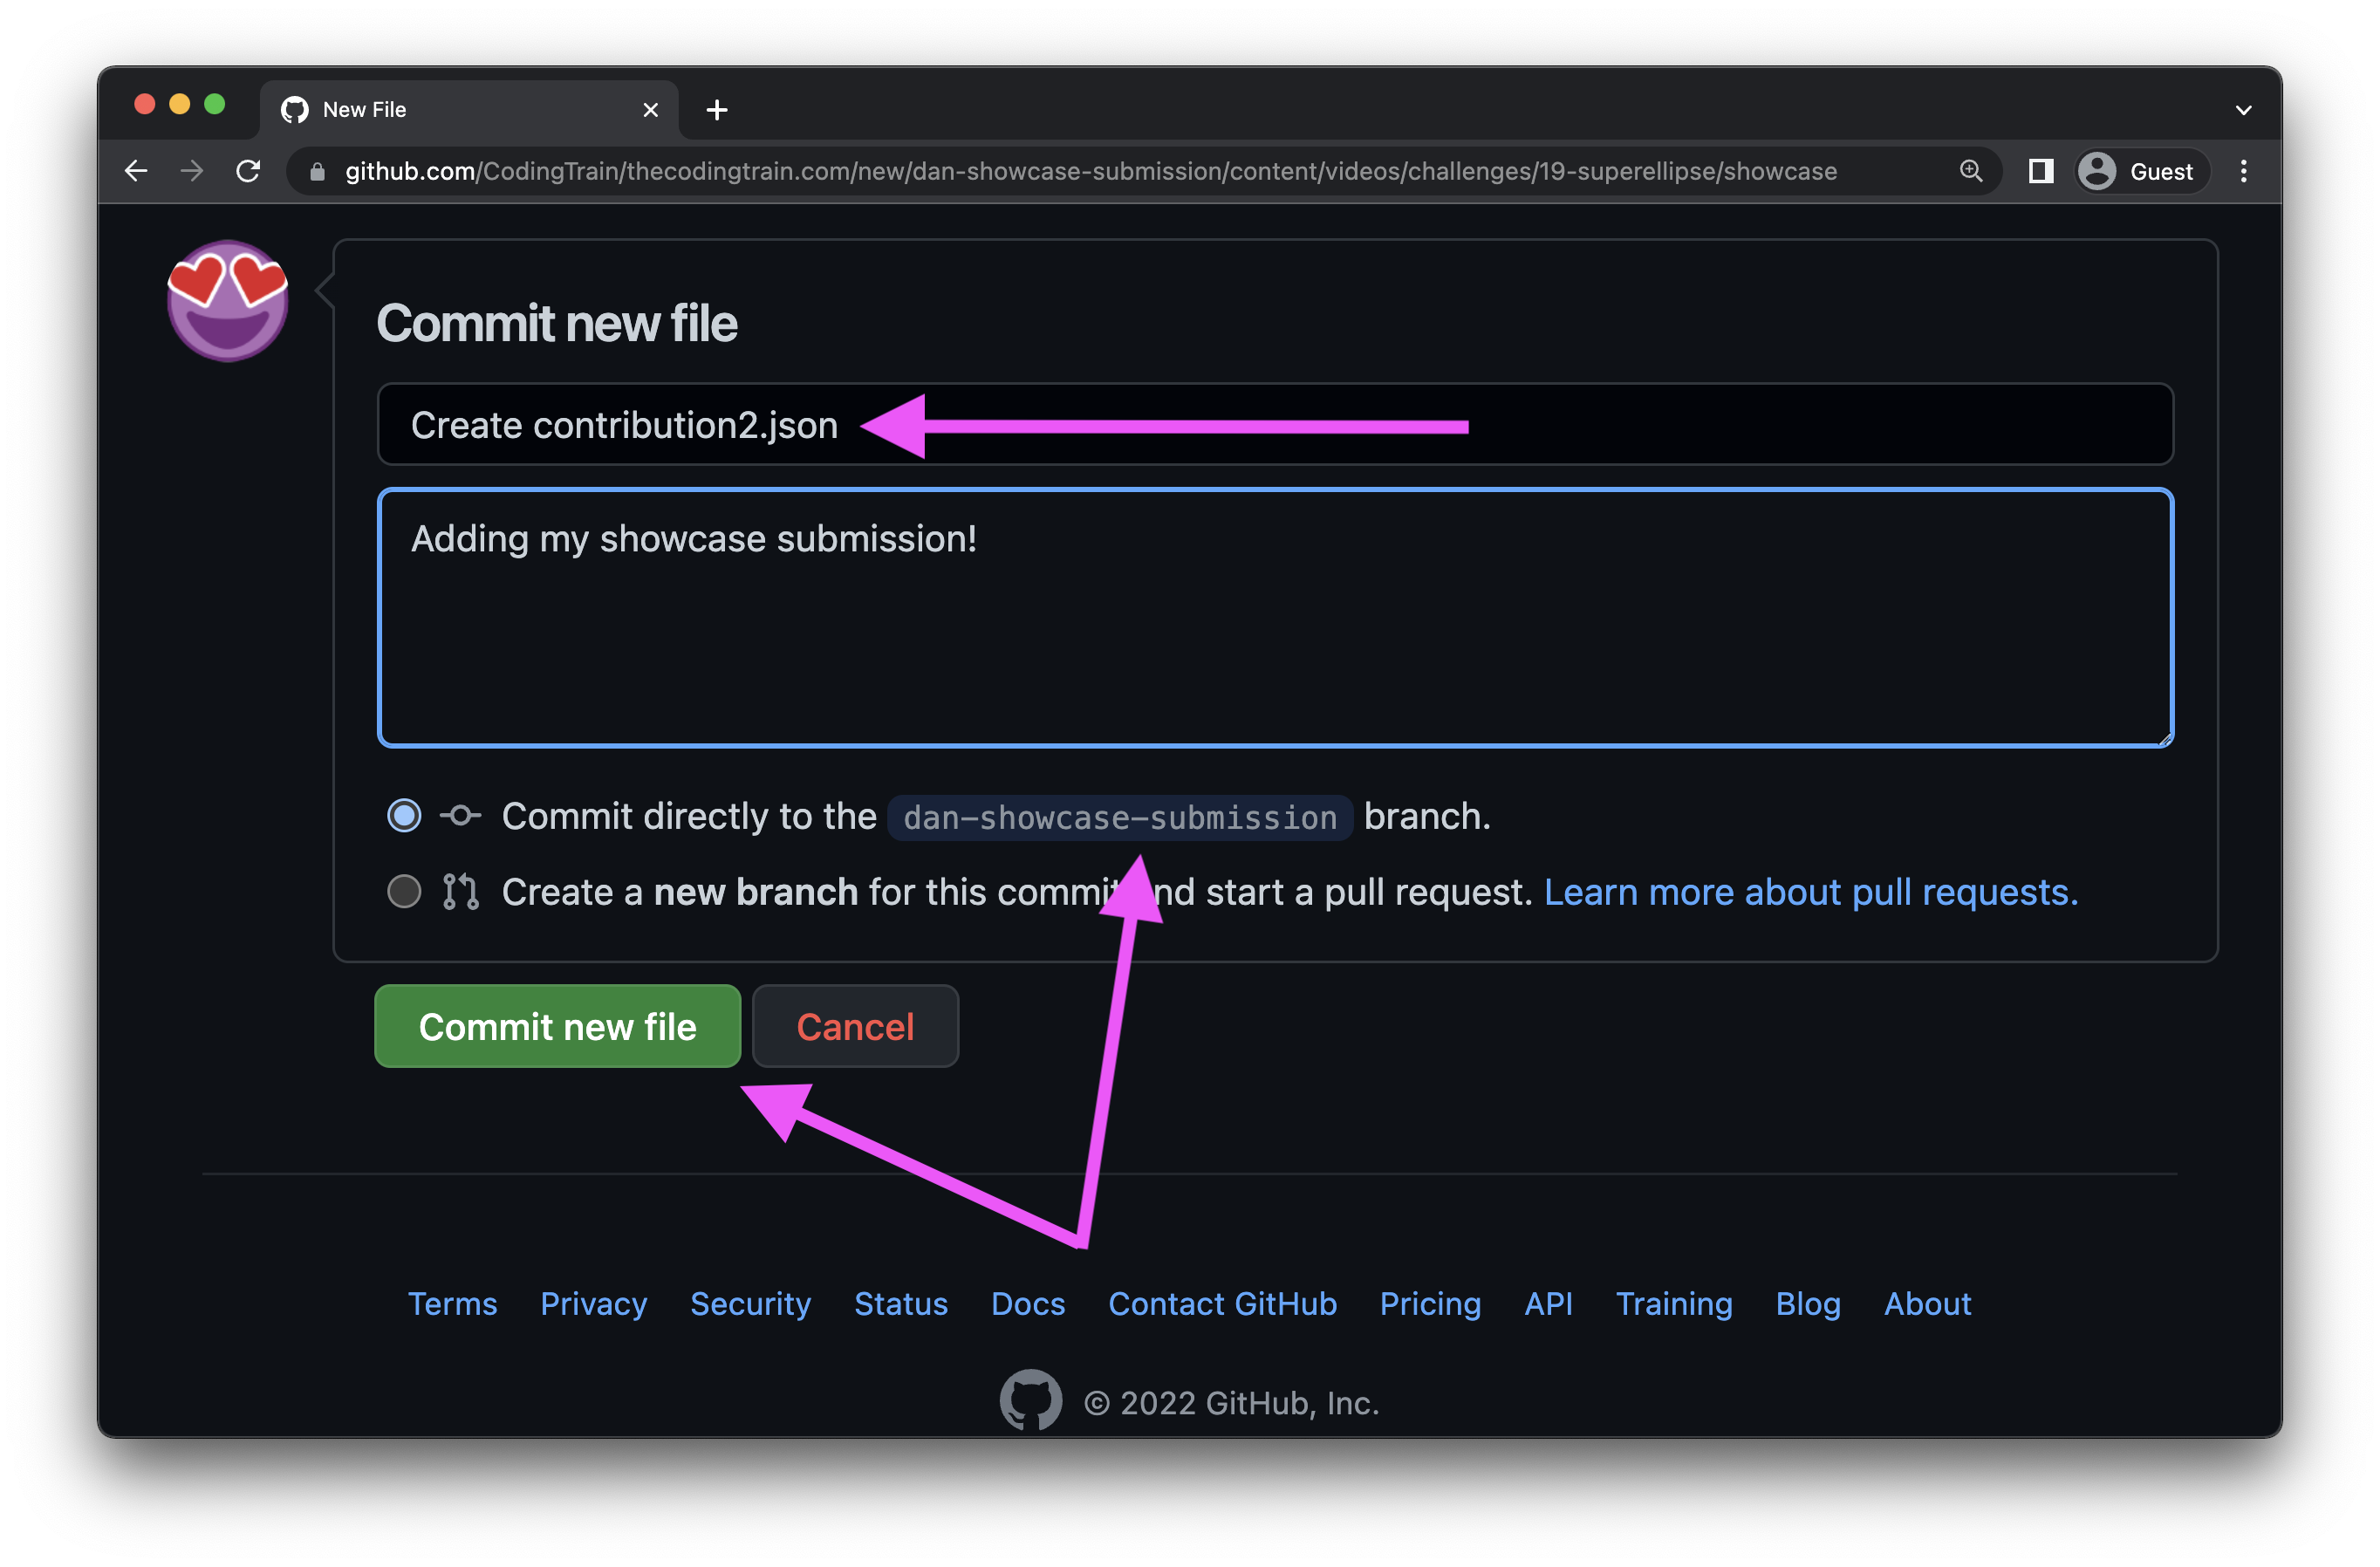 New File
github.com/CodingTrain/thecodingtrain.com/new/dan-showcase-submission/content/videos/challenges/19-superellipse/showcase
Guest
Commit new file
Create contribution2.json
Adding my showcase submission!
Commit directly to the dan-showcase-submission branch.
Create a new branch for this commit nd start a pull request. Learn more about pull requests.
Commit new file
Cancel
Terms Privacy Security Status Docs Contact GitHub Pricing API Training Blog About
© 2022 GitHub, Inc.